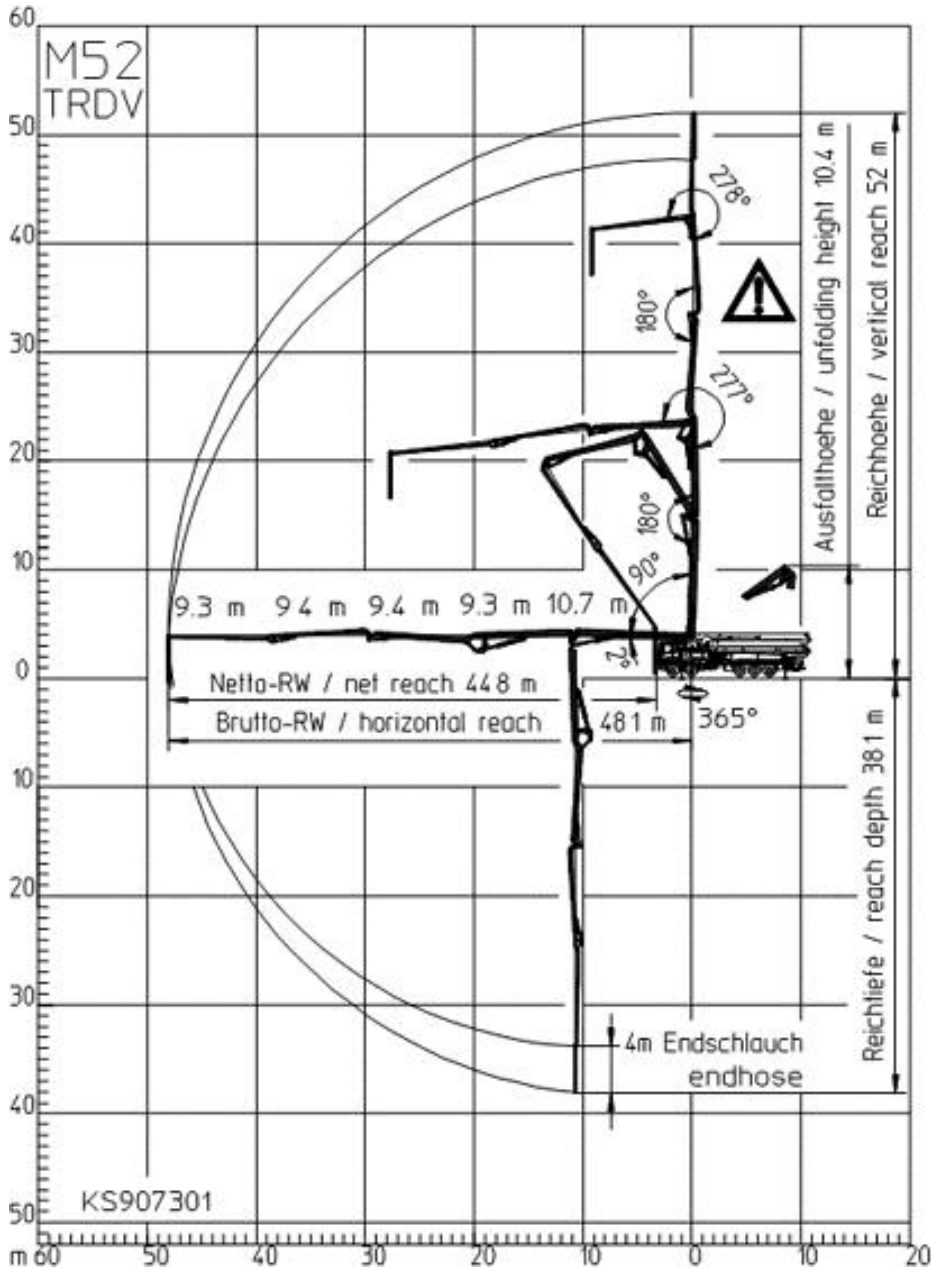 60
M52
TRDV
50
278°
40
180°
Ausfalthoehe / unfolding height 10.4 m
Reichhoehe / vertical reach 52 m
30
277°
20
180°
10
90°
9.3 m 9.4 m 9.4 m 9.3 m 10.7 m
2°
0
Netto-RW / net reach 44.8 m
Brutto-RW / horizontal reach 48.1 m
365°
10
Reichtiefe / reach depth 38.1 m
20
30
4m Endschlauch
endhose
40
KS907301
50
m 60 50 40 30 20 10 0 10 20